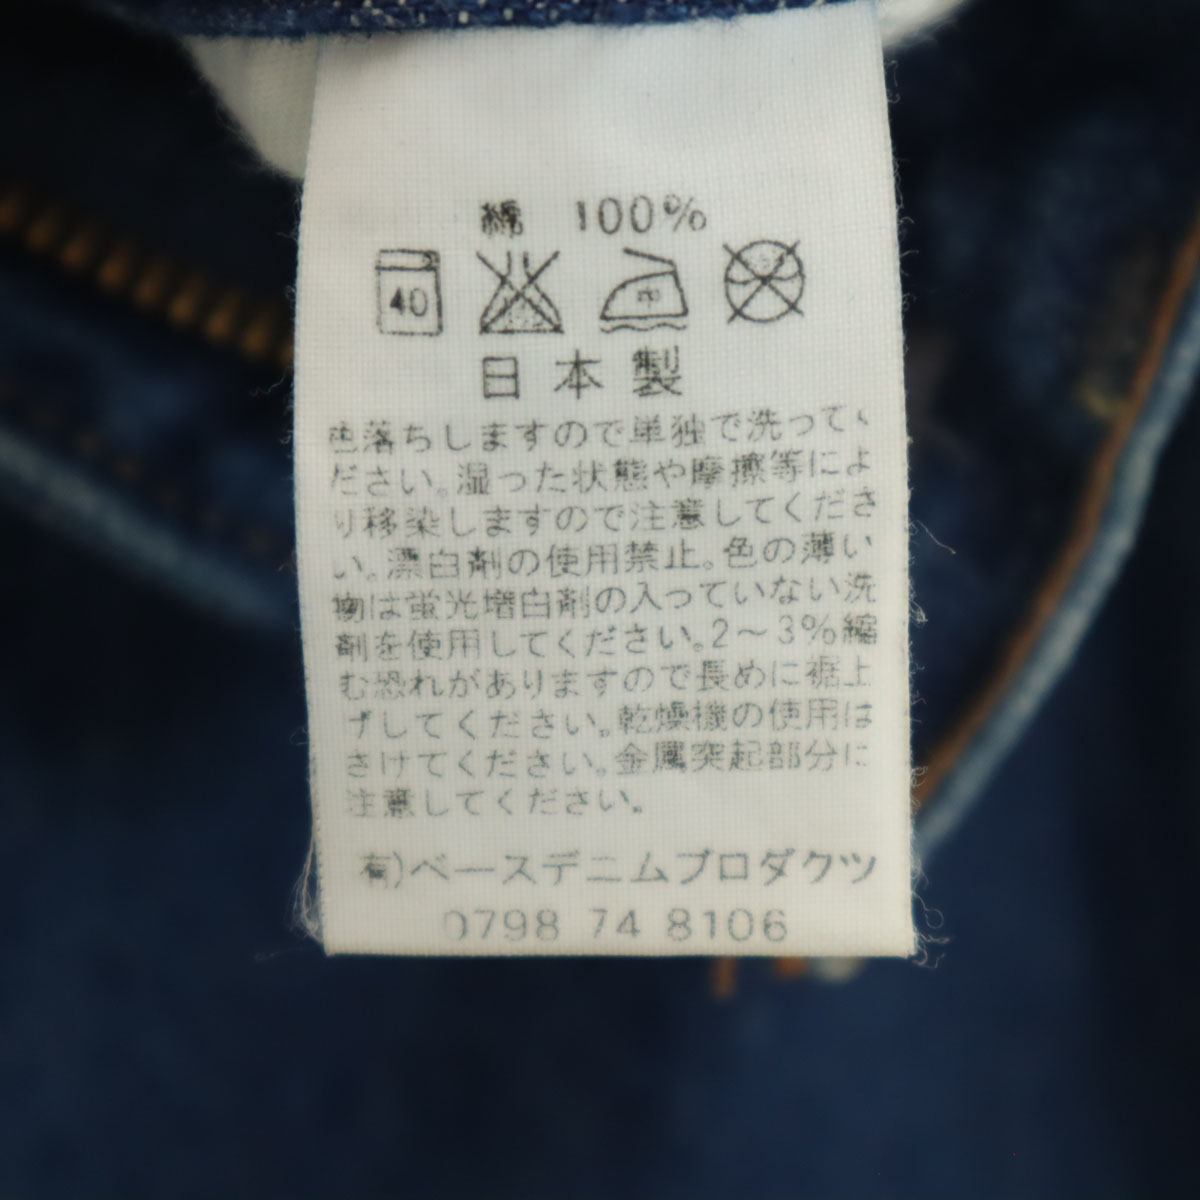 綿 100%
40
日本製
色落ちしますので単独で洗ってく
ださい。湿った状態や摩擦等によ
り移染しますので注意してくださ
い。漂白剤の使用禁止。色の薄い
物は蛍光増白剤の入っていない洗
剤を使用してください。2〜3%縮
む恐れがありますので長めに裾上
げしてください。乾燥機の使用は
さけてください。金属突起部分に
注意してください。
有)ベースデニムプロダクツ
0798 74 8106